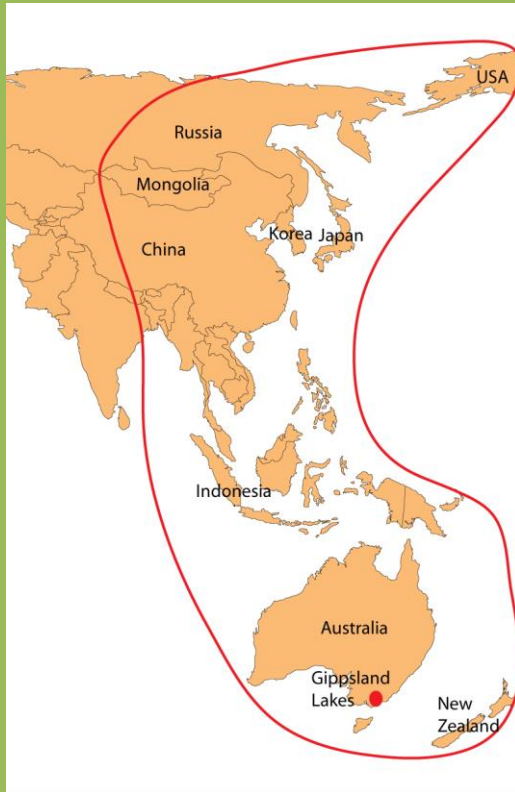 USA
Russia
Mongolia
China
Korea
Japan
Indonesia
Australia
Gippsland
Lakes
New
Zealand